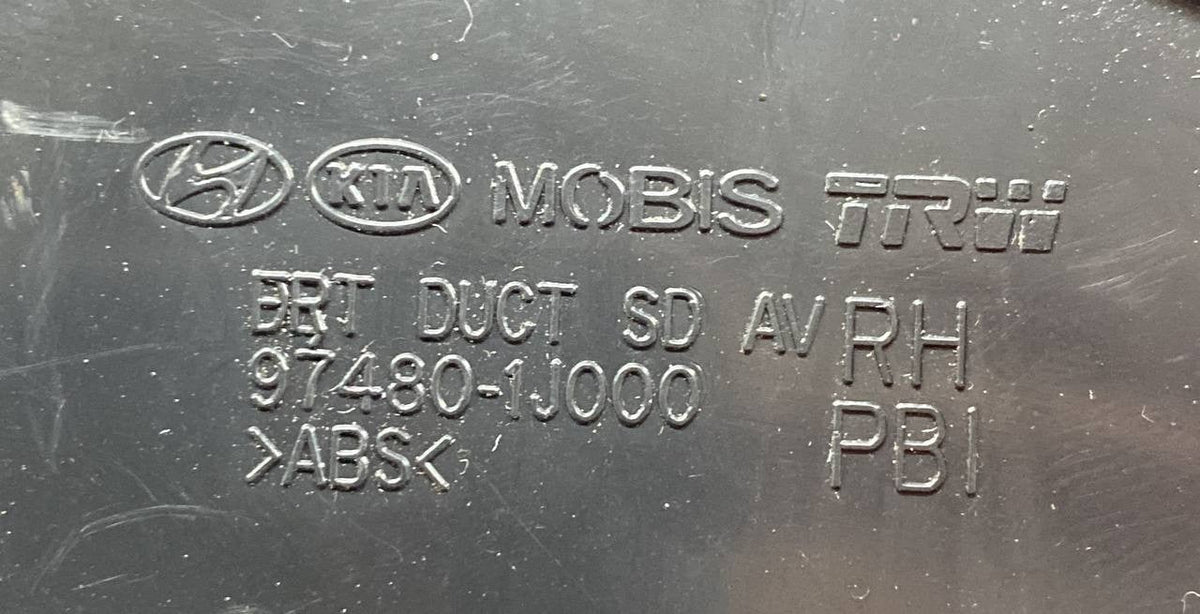 KIA MOBIS TRW
BRT DUCT SD AV RH
97480-1J000
>ABS< PBI